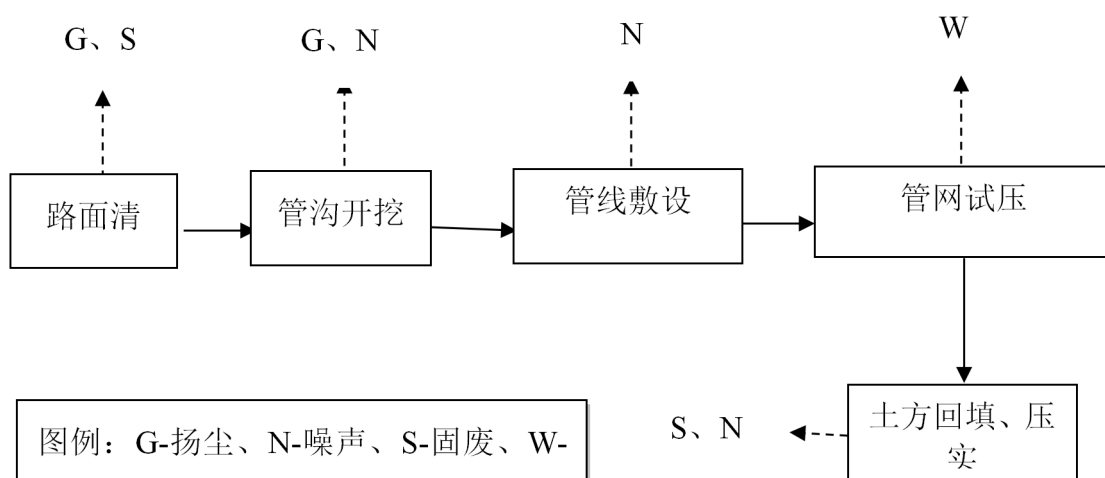 G、S
G、N
N
W
路面清
管沟开挖
管线敷设
管网试压
土方回填、压
实
S、N
图例：G-扬尘、N-噪声、S-固废、W-